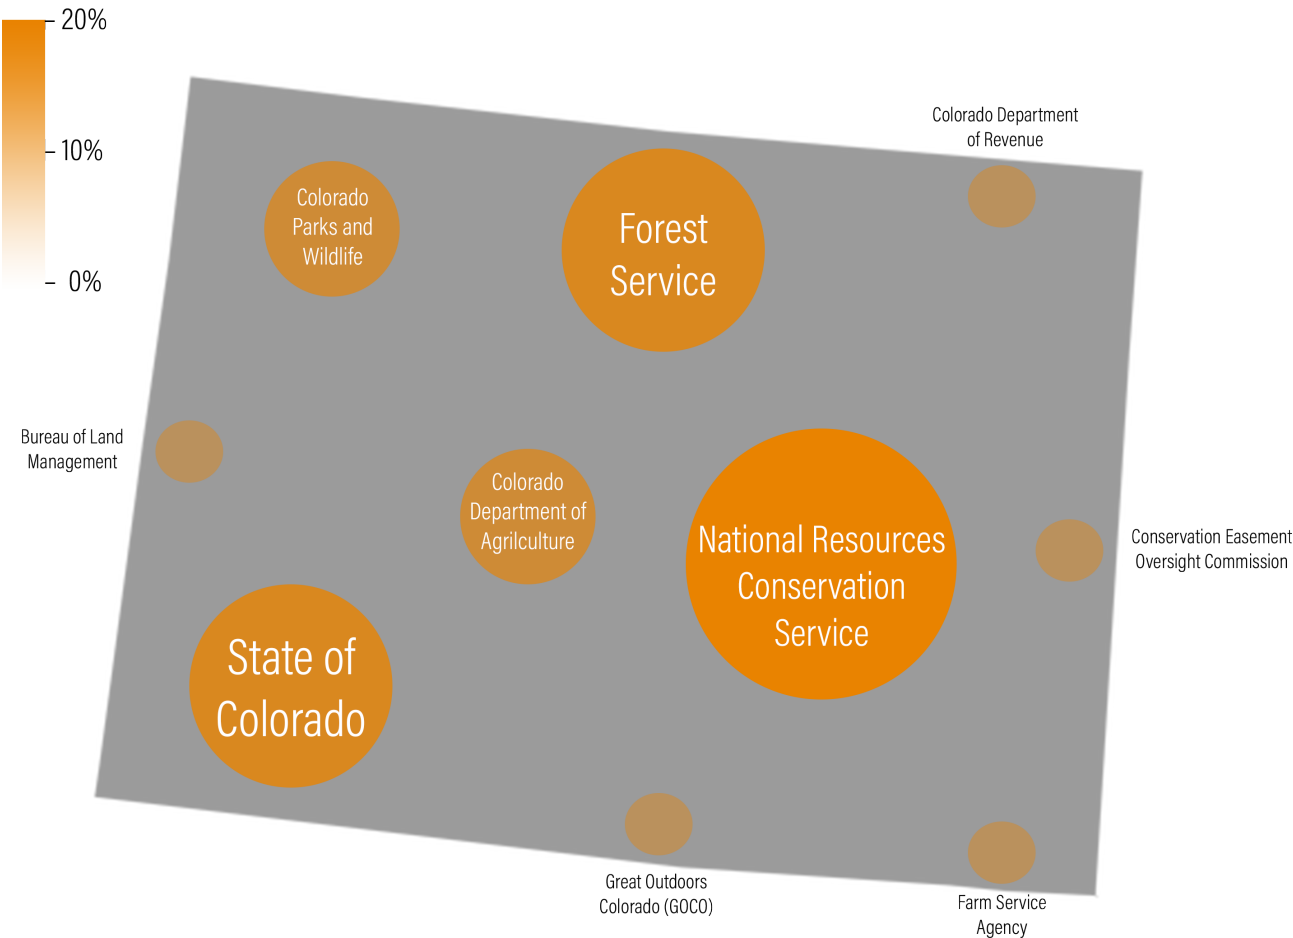 20%
10%
0%
Colorado Department
of Revenue
Colorado
Parks and
Wildlife
Forest
Service
Bureau of Land
Management
Colorado
Department of
Agrilculture
National Resources
Conservation
Service
Conservation Easement
Oversight Commission
State of
Colorado
Great Outdoors
Colorado (GOCO)
Farm Service
Agency